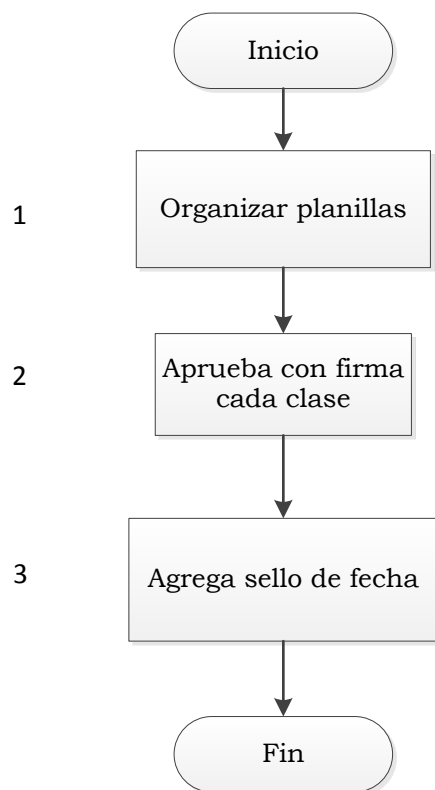 Inicio
1
Organizar planillas
2
Aprueba con firma
cada clase
3
Agrega sello de fecha
Fin